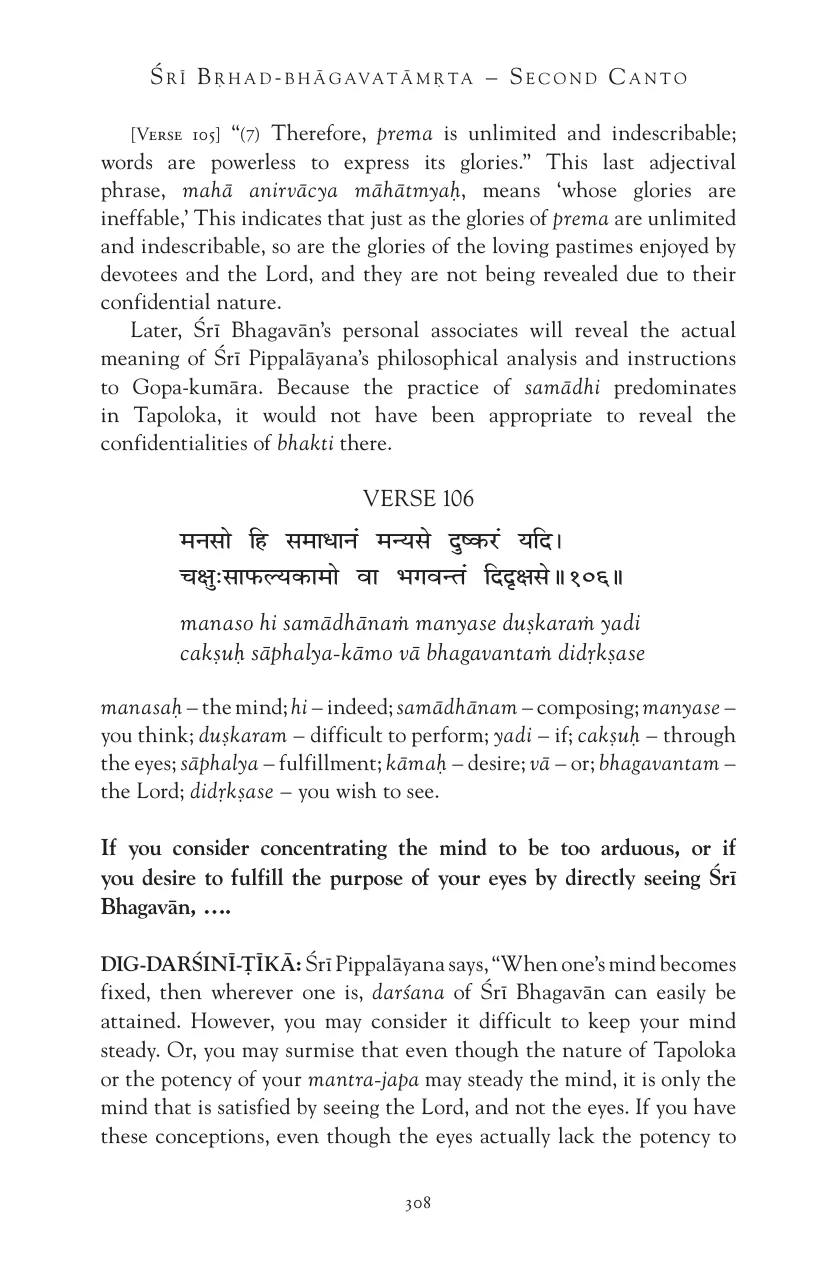 ŚRĪ BṚHAD-BHĀGAVATĀMṚTA – SECOND CANTO
[VERSE 105] “(7) Therefore, prema is unlimited and indescribable;
words are powerless to express its glories.” This last adjectival
phrase, mahā anirvācya māhātmyaḥ, means ‘whose glories are
ineffable,’ This indicates that just as the glories of prema are unlimited
and indescribable, so are the glories of the loving pastimes enjoyed by
devotees and the Lord, and they are not being revealed due to their
confidential nature.
Later, Śrī Bhagavān’s personal associates will reveal the actual
meaning of Śrī Pippalāyana’s philosophical analysis and instructions
to Gopa-kumāra. Because the practice of samādhi predominates
in Tapoloka, it would not have been appropriate to reveal the
confidentialities of bhakti there.
VERSE 106
मनसो हि समाधानं मन्यसे दुष्करं यदि।
चक्षुःसाफल्यकामो वा भगवन्तं दिदृक्षसे॥१०६॥
manaso hi samādhānaṁ manyase duṣkaraṁ yadi
cakṣuḥ sāphalya-kāmo vā bhagavantaṁ didṛkṣase
manasaḥ – the mind; hi – indeed; samādhānam – composing; manyase –
you think; duṣkaram – difficult to perform; yadi – if; cakṣuḥ – through
the eyes; sāphalya – fulfillment; kāmaḥ – desire; vā – or; bhagavantam –
the Lord; didṛkṣase – you wish to see.
If you consider concentrating the mind to be too arduous, or if
you desire to fulfill the purpose of your eyes by directly seeing Śrī
Bhagavān, ….
DIG-DARŚINĪ-ṬĪKĀ: Śrī Pippalāyana says, “When one’s mind becomes
fixed, then wherever one is, darśana of Śrī Bhagavān can easily be
attained. However, you may consider it difficult to keep your mind
steady. Or, you may surmise that even though the nature of Tapoloka
or the potency of your mantra-japa may steady the mind, it is only the
mind that is satisfied by seeing the Lord, and not the eyes. If you have
these conceptions, even though the eyes actually lack the potency to
308